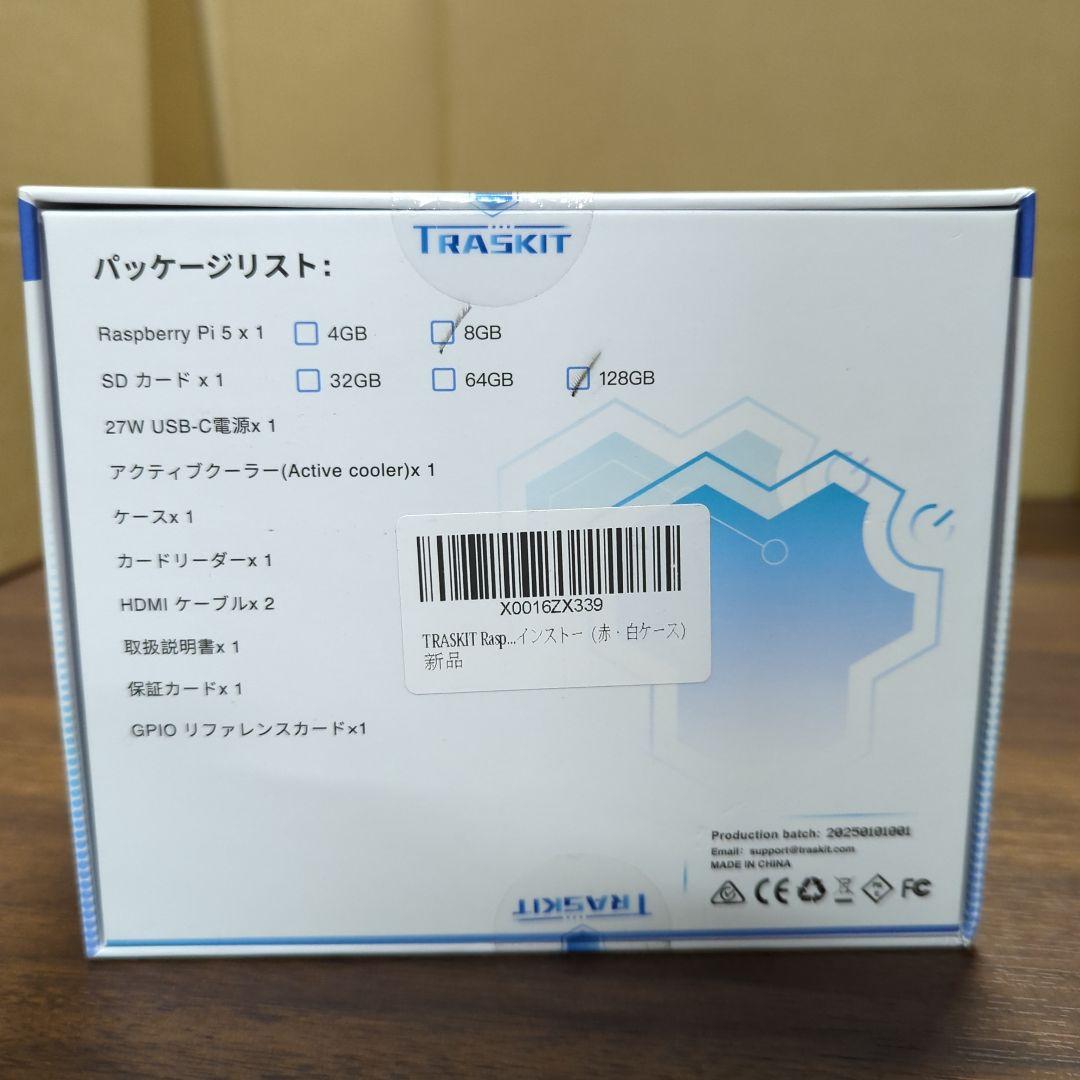 TRASKIT
パッケージリスト：
Raspberry Pi 5 x 1 4GB 8GB
SD カード x 1 32GB 64GB 128GB
27W USB-C電源x 1
アクティブクーラー(Active cooler)x 1
ケースx 1
カードリーダーx 1
HDMI ケーブルx 2
取扱説明書x 1
保証カードx 1
GPIO リファレンスカード×1
X0016ZX339
TRASKIT Rasp...インストー（赤・白ケース）
新品
Production batch: 20250101001
Email: support@traskit.com
MADE IN CHINA
CE FC
TRASKIT